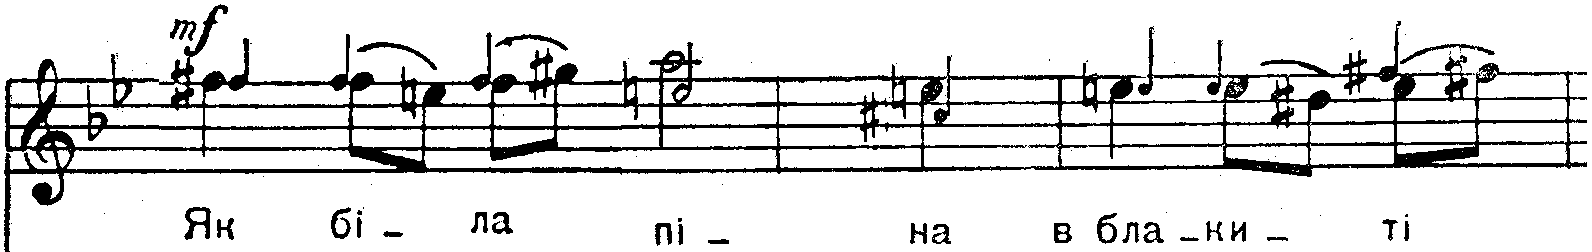 mf
Як бі – ла пі – на в бла – ки – ті